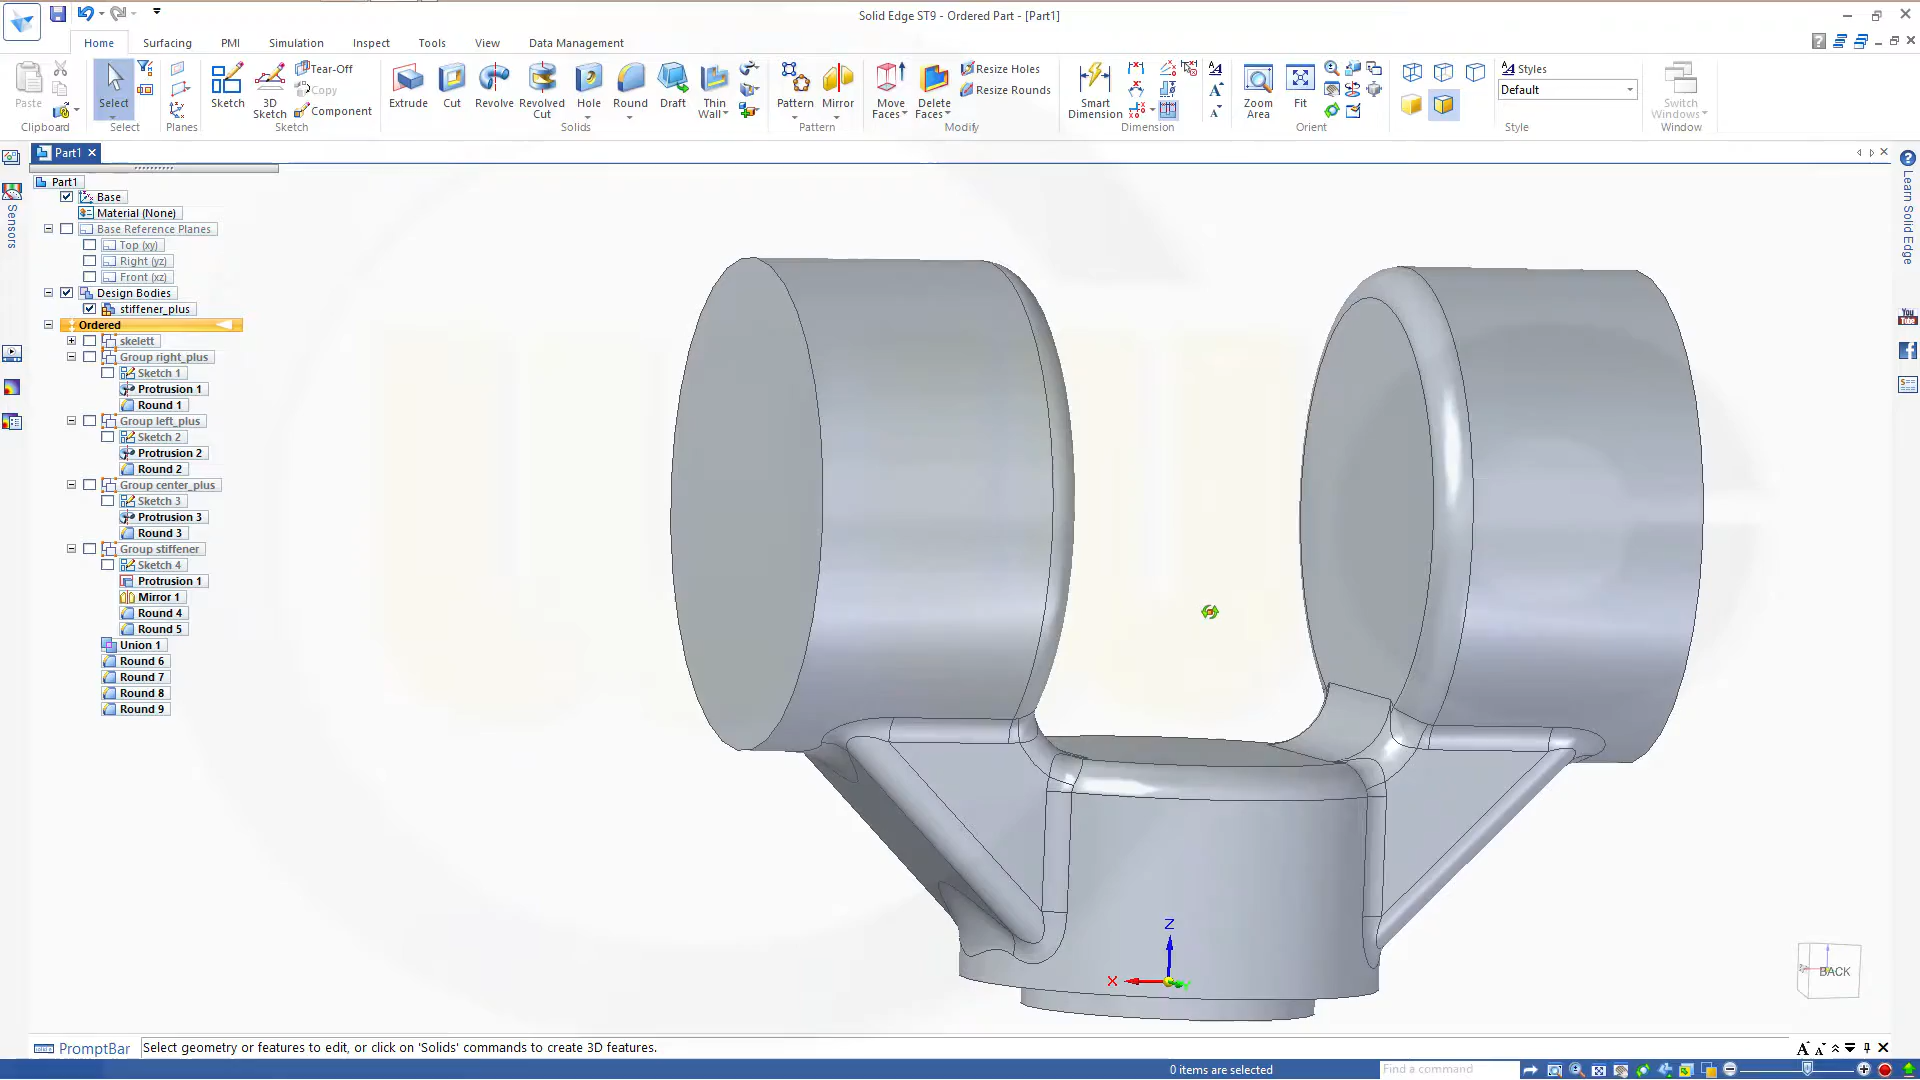 Solid Edge ST9 - Ordered Part - [Part1]
Home Surfacing PMI Simulation Inspect Tools View Data Management
Paste
Clipboard
Select
Select
Planes
Sketch
3D Sketch
Tear-Off
Copy
Component
Sketch
Extrude
Cut
Revolve
Revolved Cut
Hole
Round
Draft
Thin Wall
Solids
Pattern
Mirror
Pattern
Move Faces
Delete Faces
Resize Holes
Resize Rounds
Modify
Smart Dimension
Dimension
Zoom Area
Fit
Orient
Styles
Default
Style
Switch Windows
Window
Part1
Sensors
Learn Solid Edge
Part1
Base
Material (None)
Base Reference Planes
Top (xy)
Right (yz)
Front (xz)
Design Bodies
stiffener_plus
Ordered
skelett
Group right_plus
Sketch 1
Protrusion 1
Round 1
Group left_plus
Sketch 2
Protrusion 2
Round 2
Group center_plus
Sketch 3
Protrusion 3
Round 3
Group stiffener
Sketch 4
Protrusion 1
Mirror 1
Round 4
Round 5
Union 1
Round 6
Round 7
Round 8
Round 9
Z
X
BACK
PromptBar
Select geometry or features to edit, or click on 'Solids' commands to create 3D features.
0 items are selected
Find a command